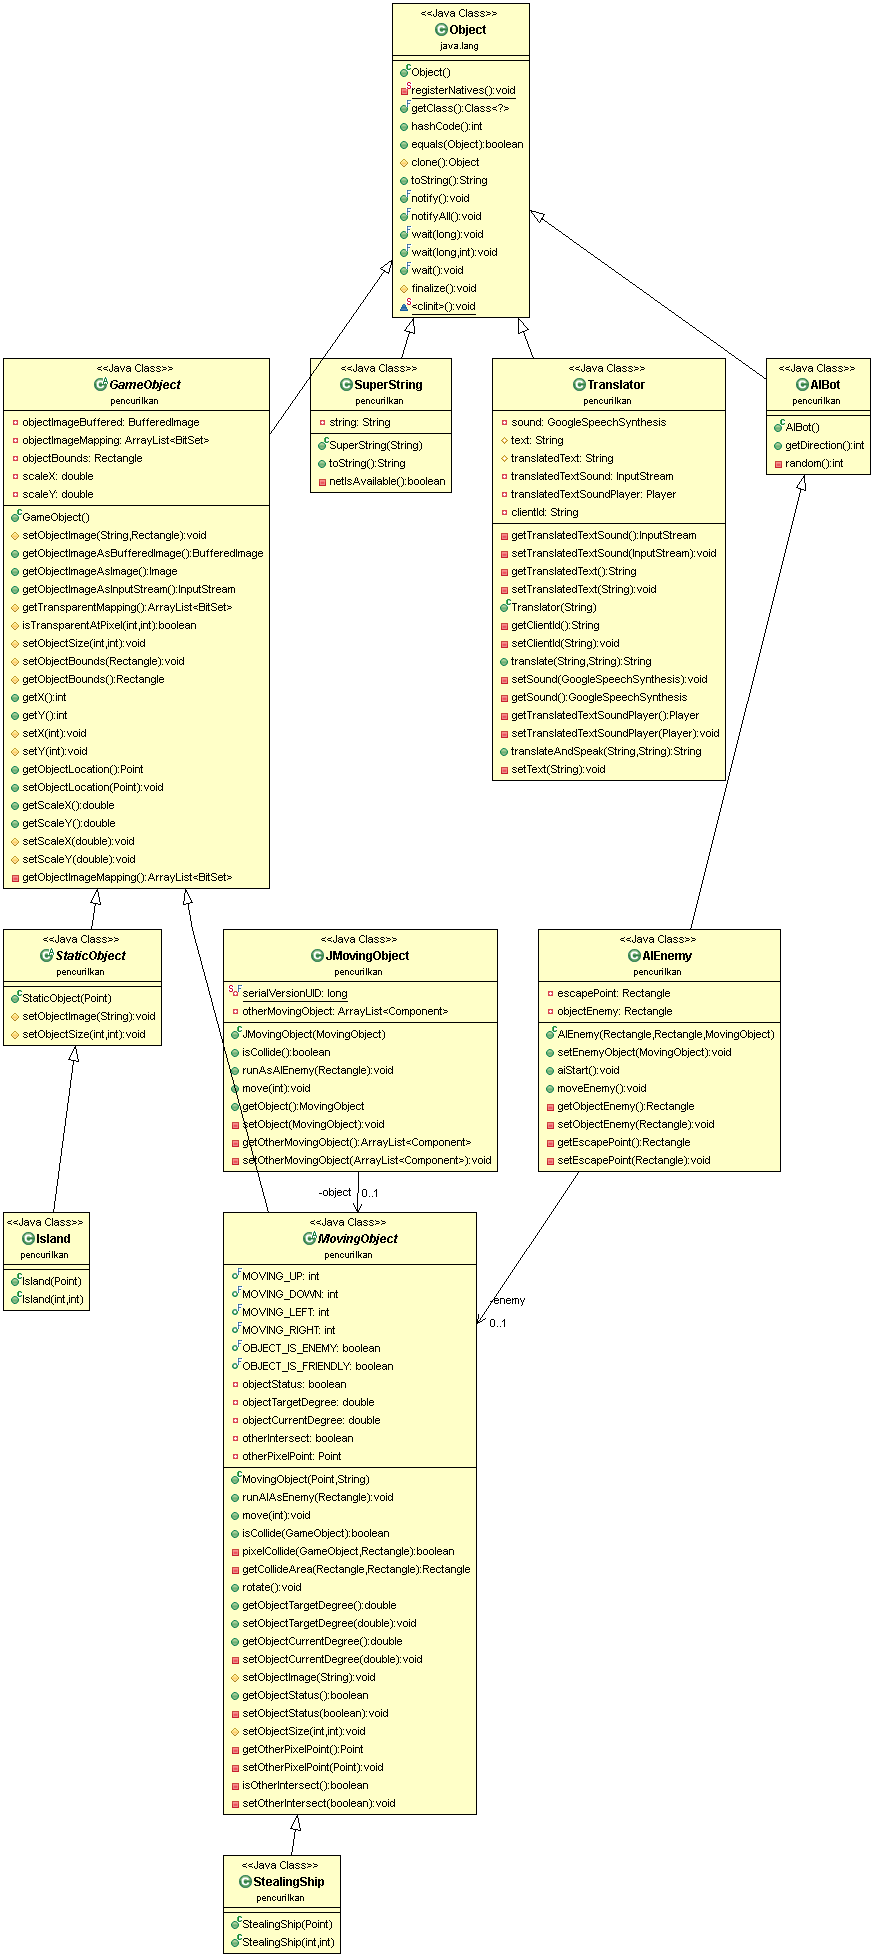 <<Java Class>>
Object
java.lang
Object()
registerNatives():void
getClass():Class<?>
hashCode():int
equals(Object):boolean
clone():Object
toString():String
notify():void
notifyAll():void
wait(long):void
wait(long,int):void
wait():void
finalize():void
<clinit>():void
<<Java Class>>
GameObject
pencurilkan
objectImageBuffered: BufferedImage
objectImageMapping: ArrayList<BitSet>
objectBounds: Rectangle
scaleX: double
scaleY: double
GameObject()
setObjectImage(String,Rectangle):void
getObjectImageAsBufferedImage():BufferedImage
getObjectImageAsImage():Image
getObjectImageAsInputStream():InputStream
getTransparentMapping():ArrayList<BitSet>
isTransparentAtPixel(int,int):boolean
setObjectSize(int,int):void
setObjectBounds(Rectangle):void
getObjectBounds():Rectangle
getX():int
getY():int
setX(int):void
setY(int):void
getObjectLocation():Point
setObjectLocation(Point):void
getScaleX():double
getScaleY():double
setScaleX(double):void
setScaleY(double):void
getObjectImageMapping():ArrayList<BitSet>
<<Java Class>>
SuperString
pencurilkan
string: String
SuperString(String)
toString():String
netIsAvailable():boolean
<<Java Class>>
Translator
pencurilkan
sound: GoogleSpeechSynthesis
text: String
translatedText: String
translatedTextSound: InputStream
translatedTextSoundPlayer: Player
clientId: String
getTranslatedTextSound():InputStream
setTranslatedTextSound(InputStream):void
getTranslatedText():String
setTranslatedText(String):void
Translator(String)
getClientId():String
setClientId(String):void
translate(String,String):String
setSound(GoogleSpeechSynthesis):void
getSound():GoogleSpeechSynthesis
getTranslatedTextSoundPlayer():Player
setTranslatedTextSoundPlayer(Player):void
translateAndSpeak(String,String):String
setText(String):void
<<Java Class>>
AIBot
pencurilkan
AIBot()
getDirection():int
random():int
<<Java Class>>
StaticObject
pencurilkan
StaticObject(Point)
setObjectImage(String):void
setObjectSize(int,int):void
<<Java Class>>
JMovingObject
pencurilkan
serialVersionUID: long
otherMovingObject: ArrayList<Component>
JMovingObject(MovingObject)
isCollide():boolean
runAsAIEnemy(Rectangle):void
move(int):void
getObject():MovingObject
setObject(MovingObject):void
getOtherMovingObject():ArrayList<Component>
setOtherMovingObject(ArrayList<Component>):void
<<Java Class>>
AIEnemy
pencurilkan
escapePoint: Rectangle
objectEnemy: Rectangle
AIEnemy(Rectangle,Rectangle,MovingObject)
setEnemyObject(MovingObject):void
aiStart():void
moveEnemy():void
getObjectEnemy():Rectangle
setObjectEnemy(Rectangle):void
getEscapePoint():Rectangle
setEscapePoint(Rectangle):void
-object 0..1
-enemy
0..1
<<Java Class>>
Island
pencurilkan
Island(Point)
Island(int,int)
<<Java Class>>
MovingObject
pencurilkan
MOVING_UP: int
MOVING_DOWN: int
MOVING_LEFT: int
MOVING_RIGHT: int
OBJECT_IS_ENEMY: boolean
OBJECT_IS_FRIENDLY: boolean
objectStatus: boolean
objectTargetDegree: double
objectCurrentDegree: double
otherIntersect: boolean
otherPixelPoint: Point
MovingObject(Point,String)
runAIAsEnemy(Rectangle):void
move(int):void
isCollide(GameObject):boolean
pixelCollide(GameObject,Rectangle):boolean
getCollideArea(Rectangle,Rectangle):Rectangle
rotate():void
getObjectTargetDegree():double
setObjectTargetDegree(double):void
getObjectCurrentDegree():double
setObjectCurrentDegree(double):void
setObjectImage(String):void
getObjectStatus():boolean
setObjectStatus(boolean):void
setObjectSize(int,int):void
getOtherPixelPoint():Point
setOtherPixelPoint(Point):void
isOtherIntersect():boolean
setOtherIntersect(boolean):void
<<Java Class>>
StealingShip
pencurilkan
StealingShip(Point)
StealingShip(int,int)